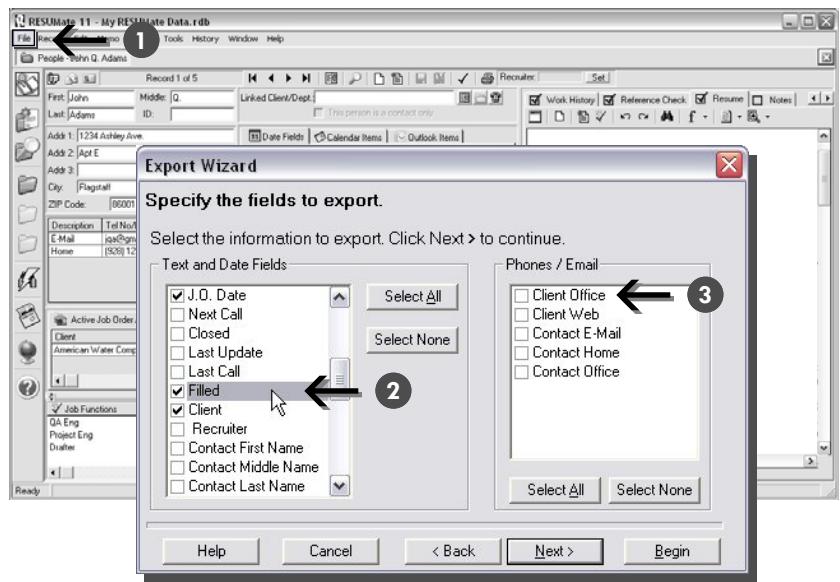 RESUMate 11 - My RESUMate Data.rdb
File Tools History Window Help
1
People - John Q. Adams
Record 1 of 5 Recruiter: Set
First: John Middle: Q. Linked Client/Dept.:
Last: Adams ID: This person is a contact only
Work History Reference Check Resume Notes
Addr 1: 1234 Ashley Ave. Date Fields Calendar Items Outlook Items
Addr 2: Apt E
Addr 3:
City: Flagstaff
ZIP Code: 86001
Description Tel No/
E-Mail
Home (928) 12
Active Job Order
Client
American Water Comp
Job Functions
QA Eng
Project Eng
Drafter
Ready
Export Wizard
Specify the fields to export.
Select the information to export. Click Next > to continue.
Text and Date Fields
J.O. Date
Next Call
Closed
Last Update
Last Call
Filled
Client
Recruiter
Contact First Name
Contact Middle Name
Contact Last Name
Select All
Select None
2
Phones / Email
Client Office
Client Web
Contact E-Mail
Contact Home
Contact Office
3
Select All Select None
Help Cancel < Back Next > Begin